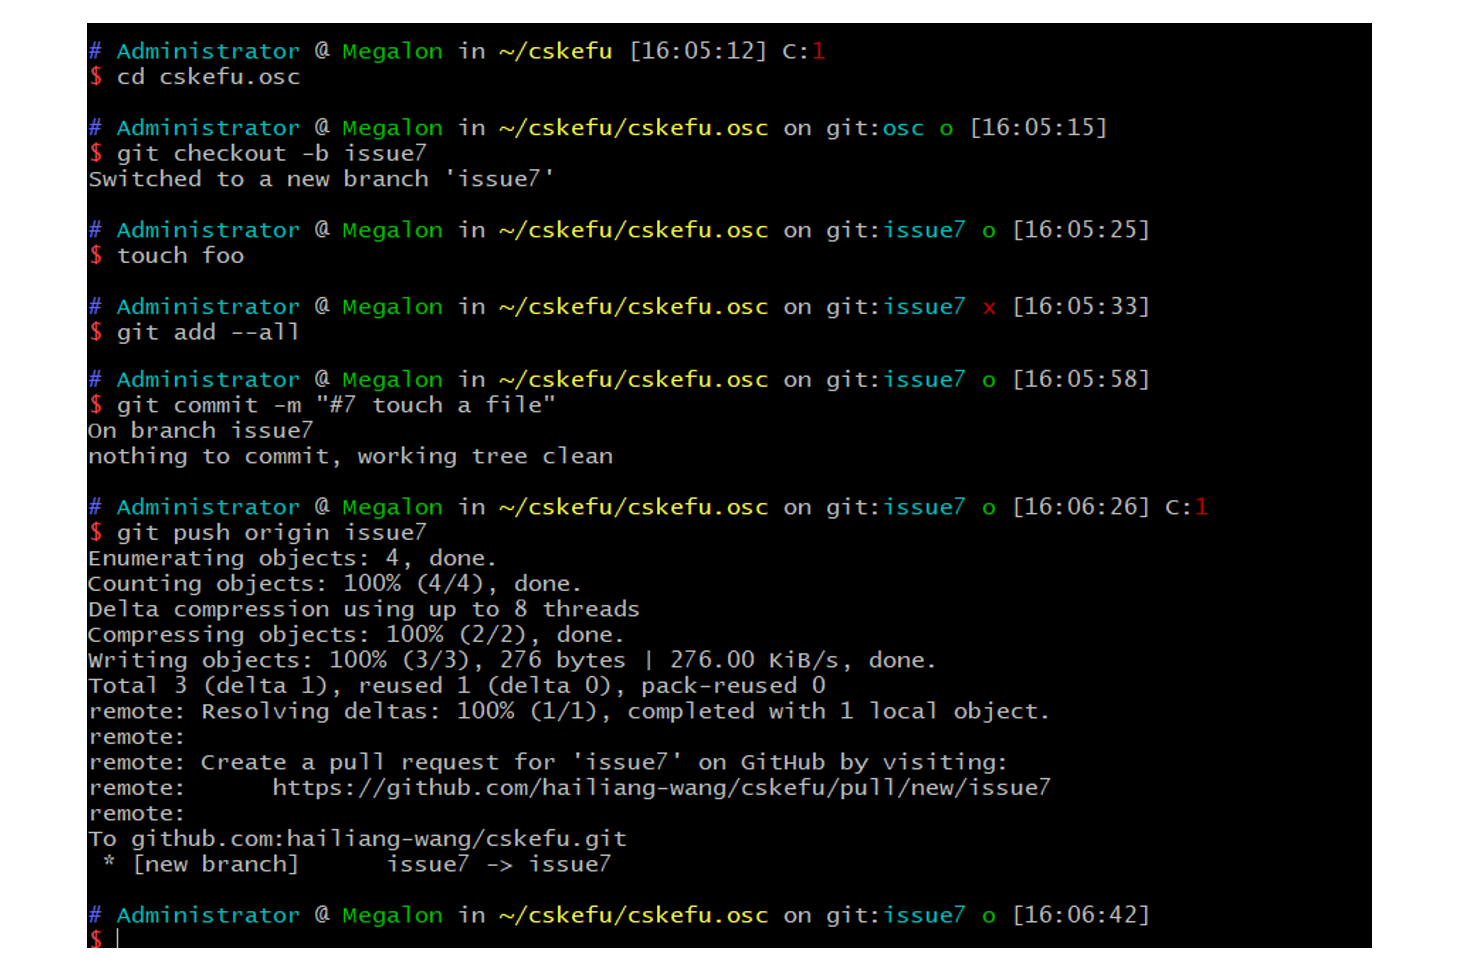 # Administrator @ Megalon in ~/cskefu [16:05:12] C:1
$ cd cskefu.osc
# Administrator @ Megalon in ~/cskefu/cskefu.osc on git:osc o [16:05:15]
$ git checkout -b issue7
Switched to a new branch 'issue7'
# Administrator @ Megalon in ~/cskefu/cskefu.osc on git:issue7 o [16:05:25]
$ touch foo
# Administrator @ Megalon in ~/cskefu/cskefu.osc on git:issue7 x [16:05:33]
$ git add --all
# Administrator @ Megalon in ~/cskefu/cskefu.osc on git:issue7 o [16:05:58]
$ git commit -m "#7 touch a file"
On branch issue7
nothing to commit, working tree clean
# Administrator @ Megalon in ~/cskefu/cskefu.osc on git:issue7 o [16:06:26] C:1
$ git push origin issue7
Enumerating objects: 4, done.
Counting objects: 100% (4/4), done.
Delta compression using up to 8 threads
Compressing objects: 100% (2/2), done.
Writing objects: 100% (3/3), 276 bytes | 276.00 KiB/s, done.
Total 3 (delta 1), reused 1 (delta 0), pack-reused 0
remote: Resolving deltas: 100% (1/1), completed with 1 local object.
remote:
remote: Create a pull request for 'issue7' on GitHub by visiting:
remote:      https://github.com/hailiang-wang/cskefu/pull/new/issue7
remote:
To github.com:hailiang-wang/cskefu.git
 * [new branch]      issue7 -> issue7
# Administrator @ Megalon in ~/cskefu/cskefu.osc on git:issue7 o [16:06:42]
$